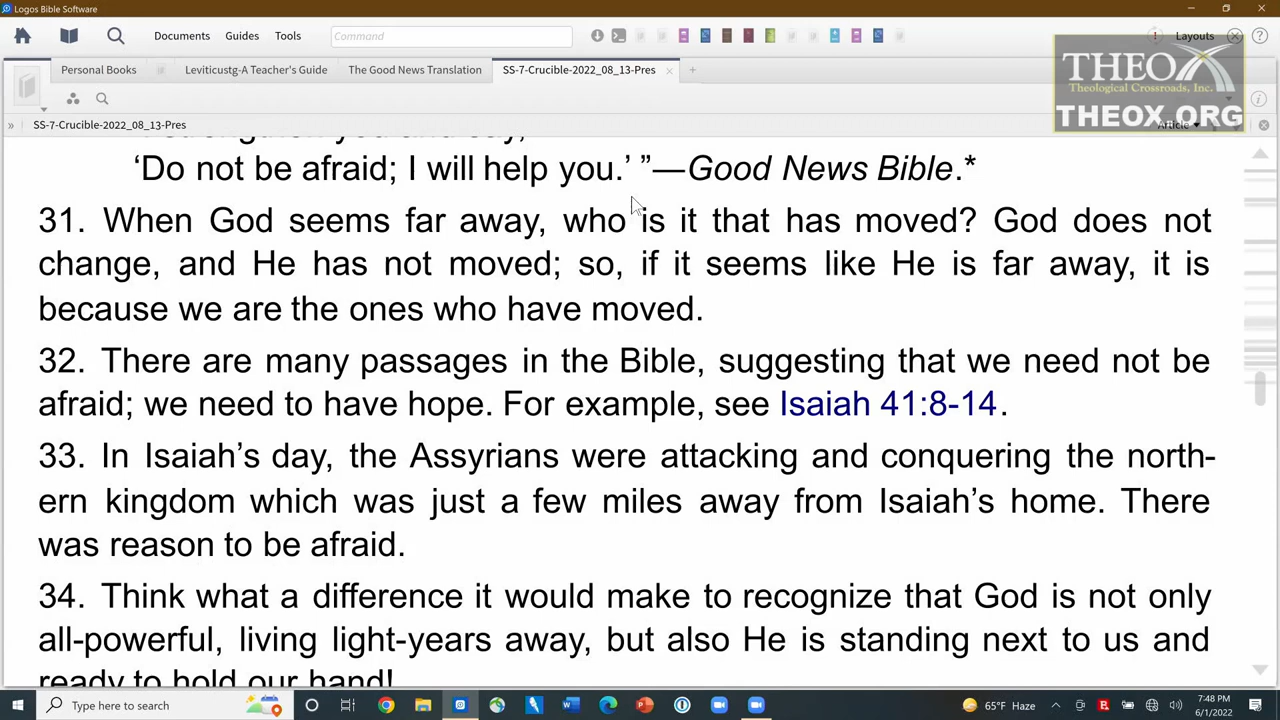 Logos Bible Software
Documents Guides Tools Command Layouts
Personal Books Leviticustg-A Teacher's Guide The Good News Translation SS-7-Crucible-2022_08_13-Pres
THEOX
Theological Crossroads, Inc.
THEOX.ORG
SS-7-Crucible-2022_08_13-Pres Article
‘Do not be afraid; I will help you.’ ”—Good News Bible.*
31. When God seems far away, who is it that has moved? God does not
change, and He has not moved; so, if it seems like He is far away, it is
because we are the ones who have moved.
32. There are many passages in the Bible, suggesting that we need not be
afraid; we need to have hope. For example, see Isaiah 41:8-14.
33. In Isaiah’s day, the Assyrians were attacking and conquering the north-
ern kingdom which was just a few miles away from Isaiah’s home. There
was reason to be afraid.
34. Think what a difference it would make to recognize that God is not only
all-powerful, living light-years away, but also He is standing next to us and
ready to hold our hand!
Type here to search 65°F Haze 7:48 PM
6/1/2022